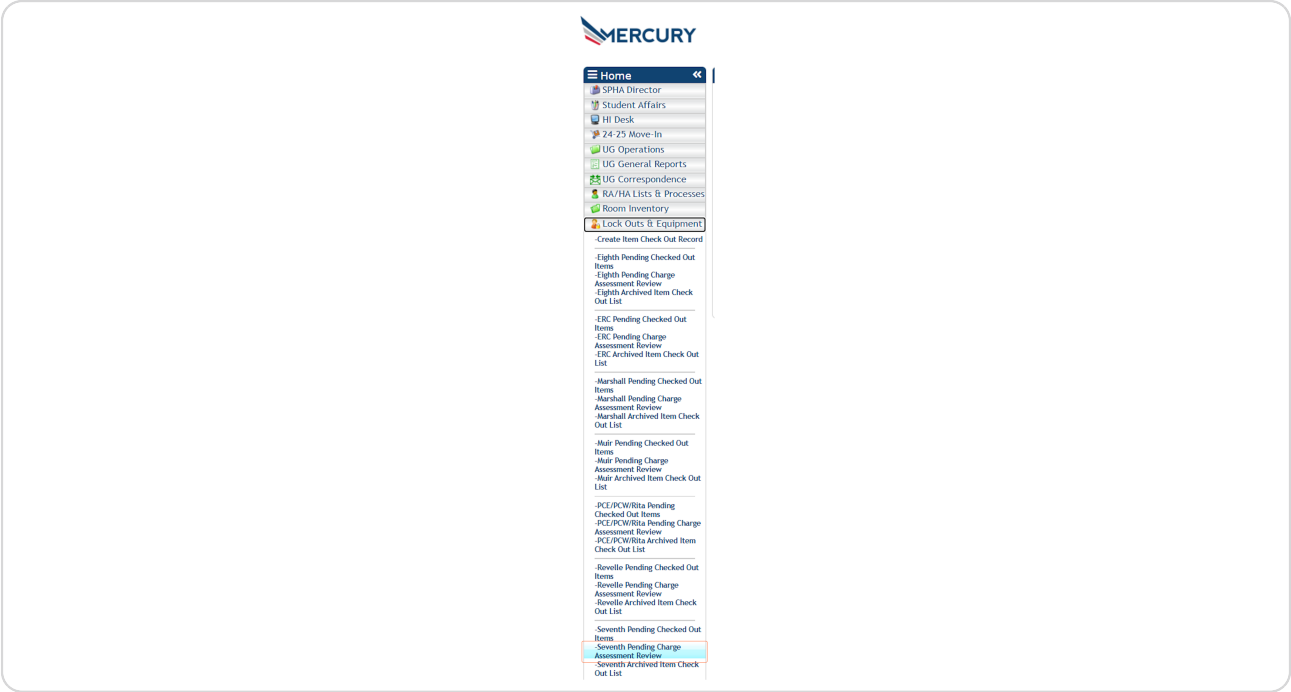 MERCURY
Home
SPHA Director
Student Affairs
HI Desk
24-25 Move-In
UG Operations
UG General Reports
UG Correspondence
RA/HA Lists & Processes
Room Inventory
Lock Outs & Equipment
-Create Item Check Out Record
-Eighth Pending Checked Out
Items
-Eighth Pending Charge
Assessment Review
-Eighth Archived Item Check
Out List
-ERC Pending Checked Out
Items
-ERC Pending Charge
Assessment Review
-ERC Archived Item Check Out
List
-Marshall Pending Checked Out
Items
-Marshall Pending Charge
Assessment Review
-Marshall Archived Item Check
Out List
-Muir Pending Checked Out
Items
-Muir Pending Charge
Assessment Review
-Muir Archived Item Check Out
List
-PCE/PCW/Rita Pending
Checked Out Items
-PCE/PCW/Rita Pending Charge
Assessment Review
-PCE/PCW/Rita Archived Item
Check Out List
-Revelle Pending Checked Out
Items
-Revelle Pending Charge
Assessment Review
-Revelle Archived Item Check
Out List
-Seventh Pending Checked Out
Items
-Seventh Pending Charge
Assessment Review
-Seventh Archived Item Check
Out List